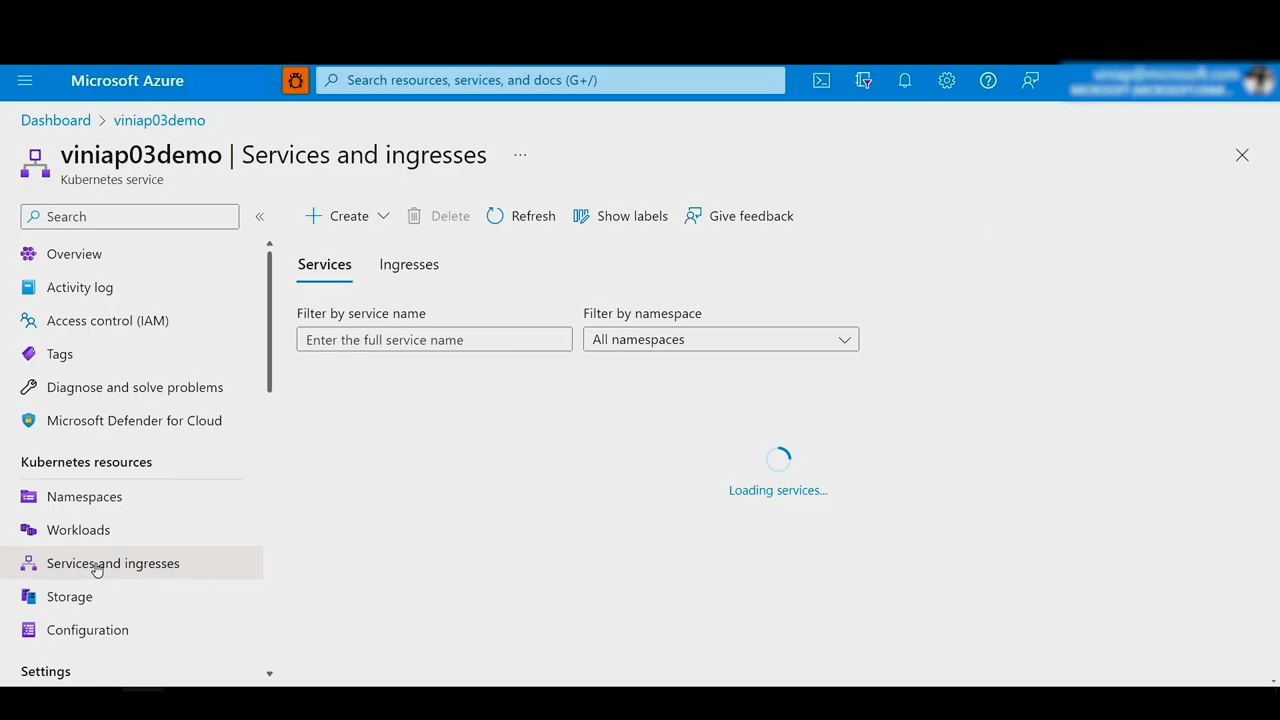 Microsoft Azure
Search resources, services, and docs (G+/)
Dashboard > viniap03demo
viniap03demo | Services and ingresses ...
Kubernetes service
Search
«
Create
Delete
Refresh
Show labels
Give feedback
Overview
Activity log
Access control (IAM)
Tags
Diagnose and solve problems
Microsoft Defender for Cloud
Kubernetes resources
Namespaces
Workloads
Services and ingresses
Storage
Configuration
Settings
Services
Ingresses
Filter by service name
Enter the full service name
Filter by namespace
All namespaces
Loading services...